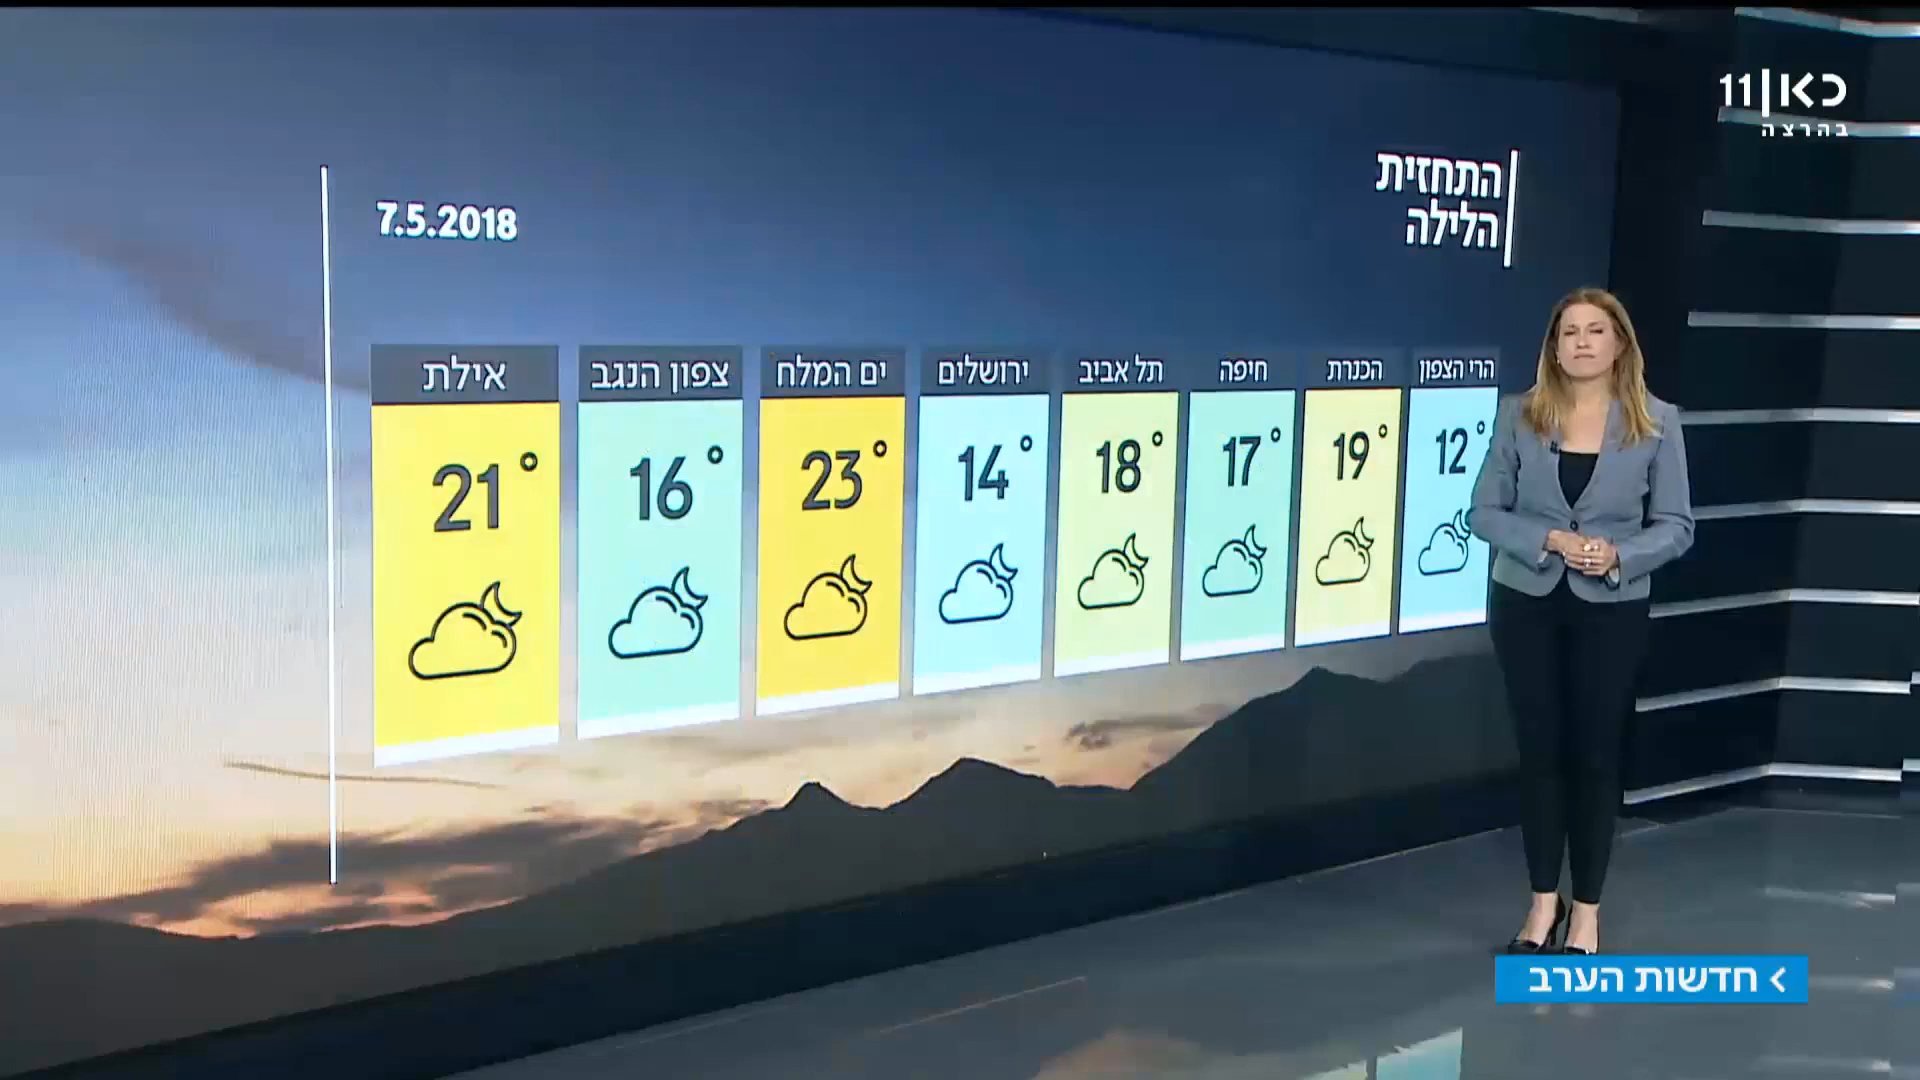 כאן 11
בהרצה
התחזית
הלילה
7.5.2018
הרי הצפון
הכנרת
חיפה
תל אביב
ירושלים
ים המלח
צפון הנגב
אילת
12°
19°
17°
18°
14°
23°
16°
21°
חדשות הערב